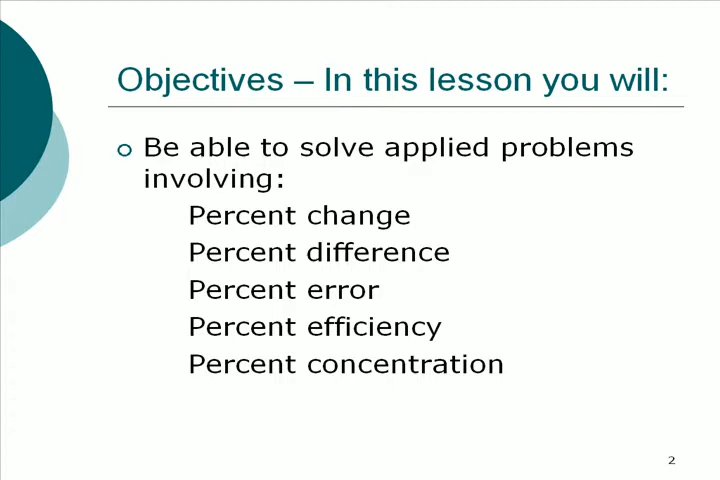 Objectives – In this lesson you will:
Be able to solve applied problems
involving:
Percent change
Percent difference
Percent error
Percent efficiency
Percent concentration
2